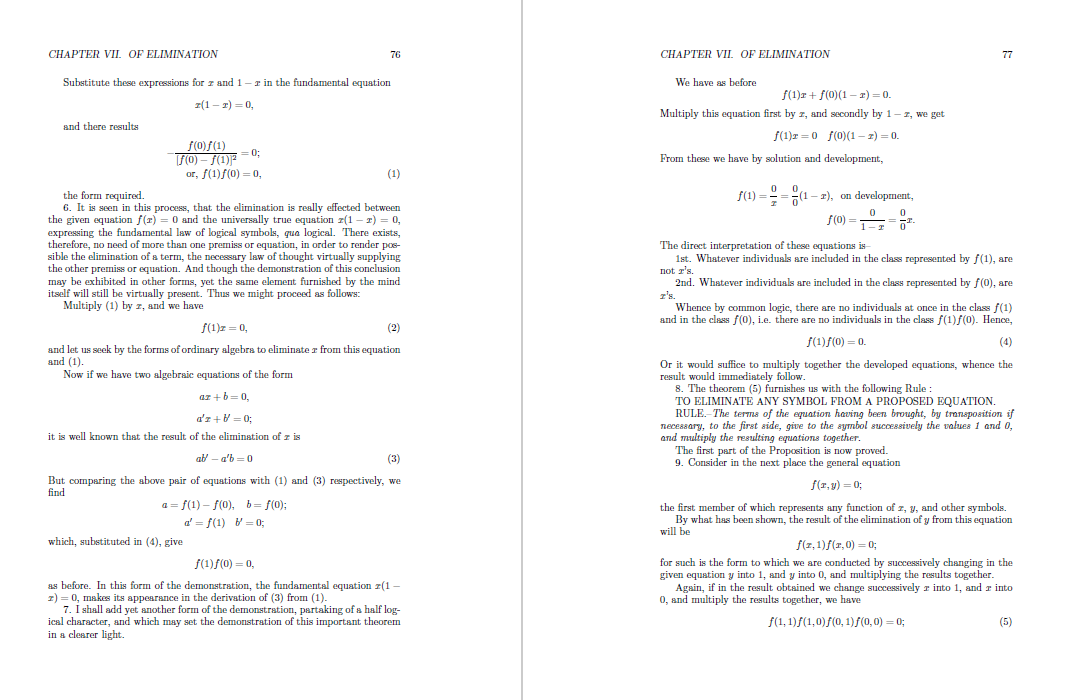 CHAPTER VII. OF ELIMINATION 76
Substitute these expressions for x and 1 − x in the fundamental equation
x(1 − x) = 0,
and there results
− f(0)f(1) / [f(0) − f(1)]² = 0;
or, f(1)f(0) = 0, (1)
the form required.
6. It is seen in this process, that the elimination is really effected between
the given equation f(x) = 0 and the universally true equation x(1 − x) = 0,
expressing the fundamental law of logical symbols, qua logical. There exists,
therefore, no need of more than one premiss or equation, in order to render pos-
sible the elimination of a term, the necessary law of thought virtually supplying
the other premiss or equation. And though the demonstration of this conclusion
may be exhibited in other forms, yet the same element furnished by the mind
itself will still be virtually present. Thus we might proceed as follows:
Multiply (1) by x, and we have
f(1)x = 0, (2)
and let us seek by the forms of ordinary algebra to eliminate x from this equation
and (1).
Now if we have two algebraic equations of the form
ax + b = 0,
a′x + b′ = 0;
it is well known that the result of the elimination of x is
ab′ − a′b = 0 (3)
But comparing the above pair of equations with (1) and (3) respectively, we
find
a = f(1) − f(0), b = f(0);
a′ = f(1) b′ = 0;
which, substituted in (4), give
f(1)f(0) = 0,
as before. In this form of the demonstration, the fundamental equation x(1 −
x) = 0, makes its appearance in the derivation of (3) from (1).
7. I shall add yet another form of the demonstration, partaking of a half log-
ical character, and which may set the demonstration of this important theorem
in a clearer light.
CHAPTER VII. OF ELIMINATION 77
We have as before
f(1)x + f(0)(1 − x) = 0.
Multiply this equation first by x, and secondly by 1 − x, we get
f(1)x = 0 f(0)(1 − x) = 0.
From these we have by solution and development,
f(1) = 0/x = 0/0(1 − x), on development,
f(0) = 0/(1 − x) = 0/0 x.
The direct interpretation of these equations is–
1st. Whatever individuals are included in the class represented by f(1), are
not x's.
2nd. Whatever individuals are included in the class represented by f(0), are
x's.
Whence by common logic, there are no individuals at once in the class f(1)
and in the class f(0), i.e. there are no individuals in the class f(1)f(0). Hence,
f(1)f(0) = 0. (4)
Or it would suffice to multiply together the developed equations, whence the
result would immediately follow.
8. The theorem (5) furnishes us with the following Rule :
TO ELIMINATE ANY SYMBOL FROM A PROPOSED EQUATION.
RULE.–The terms of the equation having been brought, by transposition if
necessary, to the first side, give to the symbol successively the values 1 and 0,
and multiply the resulting equations together.
The first part of the Proposition is now proved.
9. Consider in the next place the general equation
f(x, y) = 0;
the first member of which represents any function of x, y, and other symbols.
By what has been shown, the result of the elimination of y from this equation
will be
f(x, 1)f(x, 0) = 0;
for such is the form to which we are conducted by successively changing in the
given equation y into 1, and y into 0, and multiplying the results together.
Again, if in the result obtained we change successively x into 1, and x into
0, and multiply the results together, we have
f(1, 1)f(1, 0)f(0, 1)f(0, 0) = 0; (5)